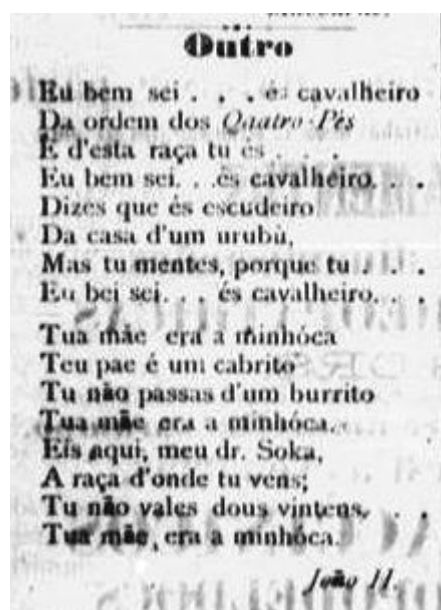 Outro
Eu bem sei . . . és cavalheiro
Da ordem dos Quatro-Pés
E d'esta raça tu és . . .
Eu bem sei. . . és cavalheiro. . .
Dizes que és escudeiro
Da casa d'um urubù,
Mas tu mentes, porque tu . . .
Eu bei sei. . . és cavalheiro. . .
Tua mãe era a minhóca
Teu pae é um cabrito
Tu não passas d'um burrito
Tua mãe era a minhóca.
Eis aqui, meu dr. Soka,
A raça d'onde tu vens;
Tu não vales dous vintens. . .
Tua mãe, era a minhóca.
João